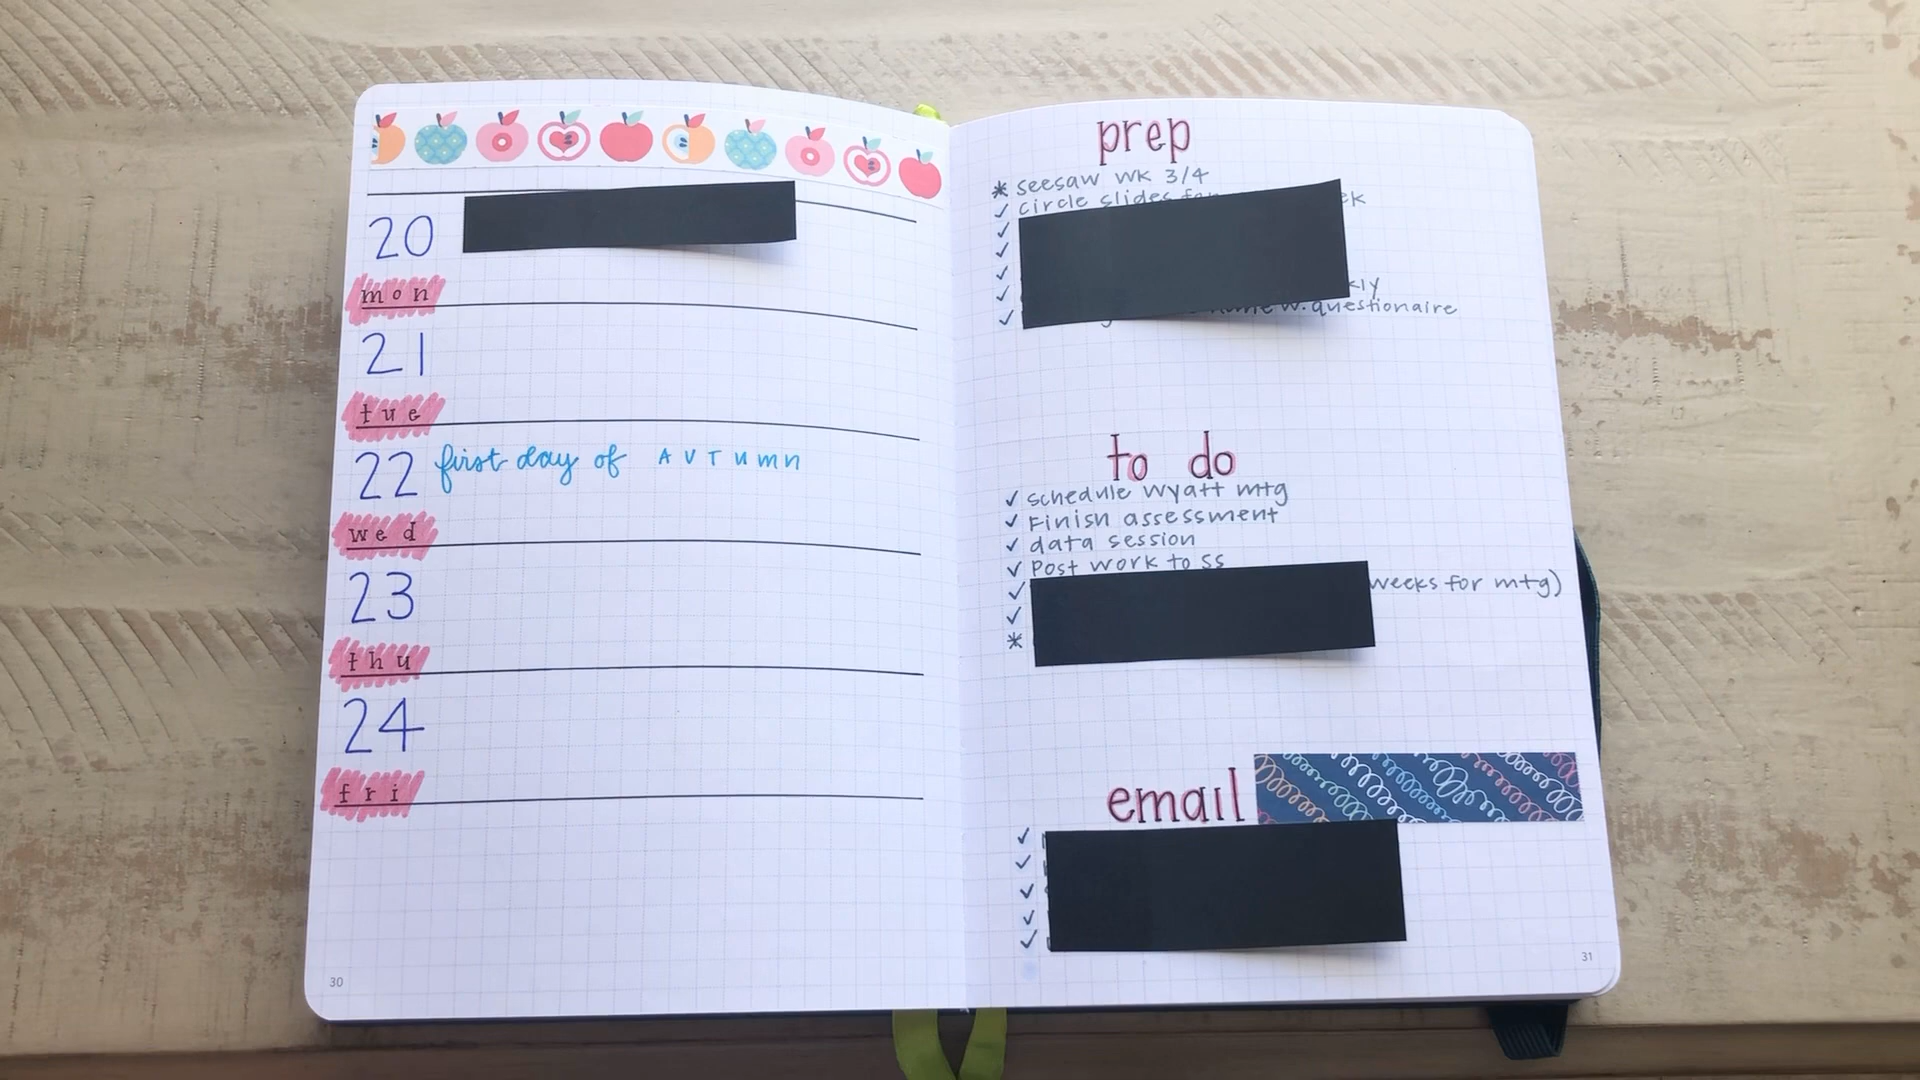 20
mon
21
tue
22 first day of AUTUMN
wed
23
thu
24
fri
30
prep
* seesaw wk 3/4
✓ circle slides
✓
✓
✓
✓
✓ w. questionaire
to do
✓ schedule wyatt mtg
✓ Finish assessment
✓ data session
✓ Post work to SS
✓ weeks for mtg)
✓
*
email
✓
✓
✓
✓
✓
31